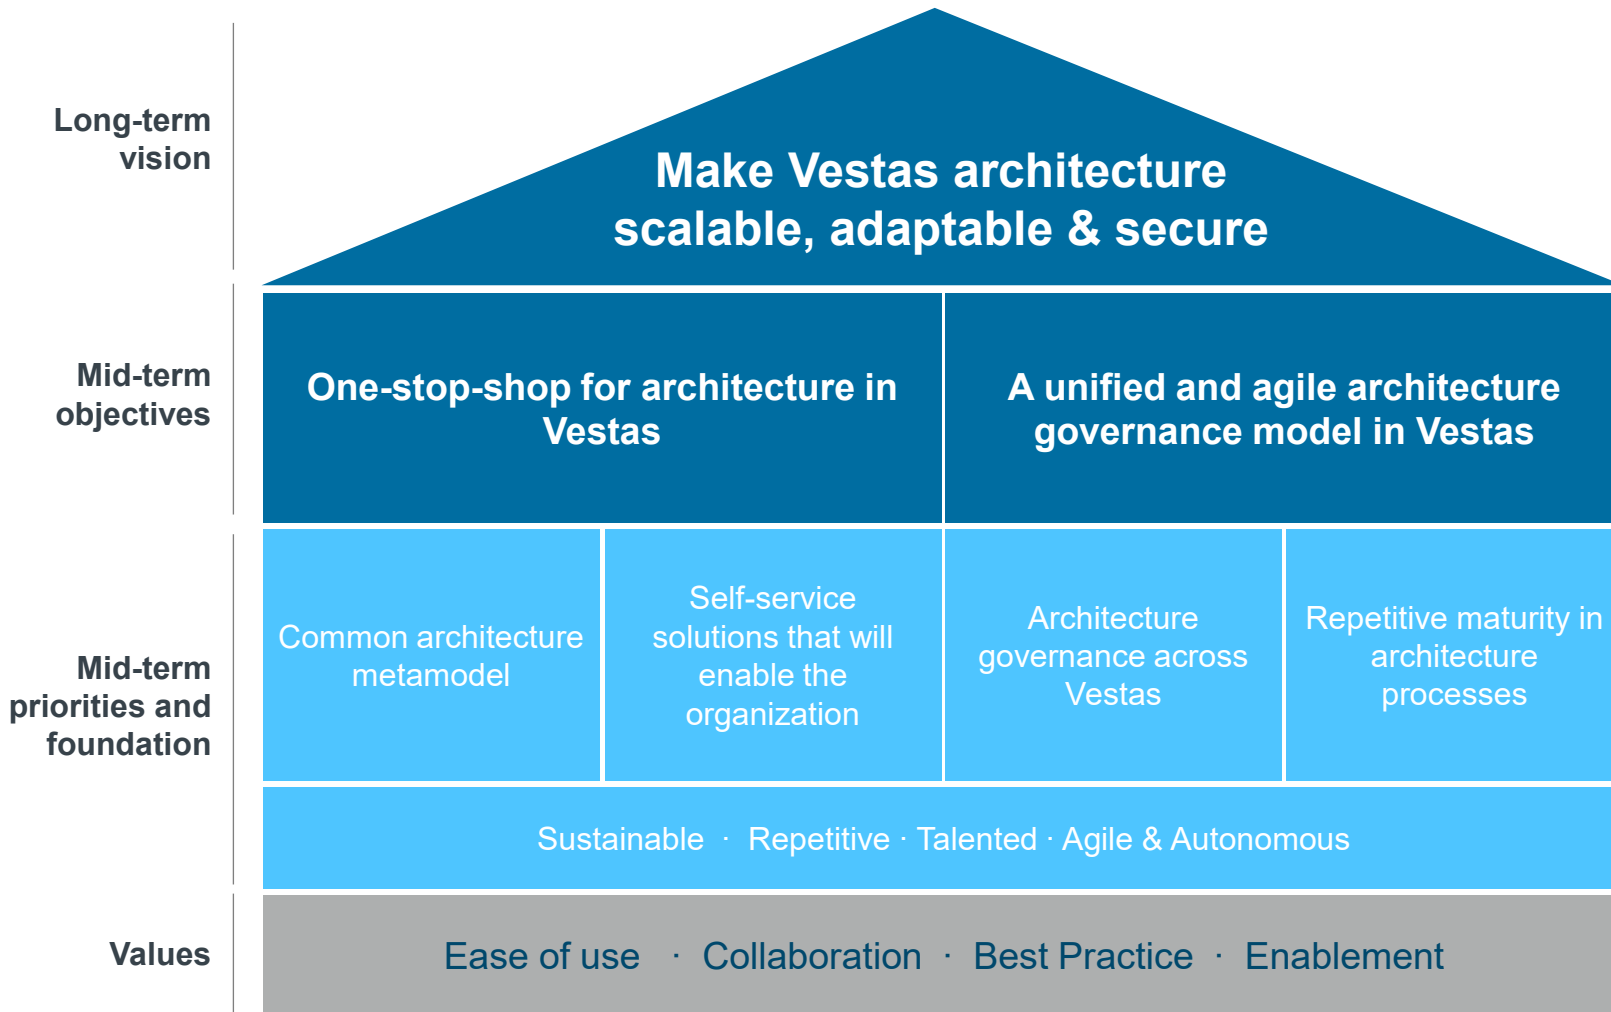 Long-term
vision
Make Vestas architecture
scalable, adaptable & secure
Mid-term
objectives
One-stop-shop for architecture in
Vestas
A unified and agile architecture
governance model in Vestas
Mid-term
priorities and
foundation
Common architecture
metamodel
Self-service
solutions that will
enable the
organization
Architecture
governance across
Vestas
Repetitive maturity in
architecture
processes
Sustainable · Repetitive · Talented · Agile & Autonomous
Values
Ease of use · Collaboration · Best Practice · Enablement